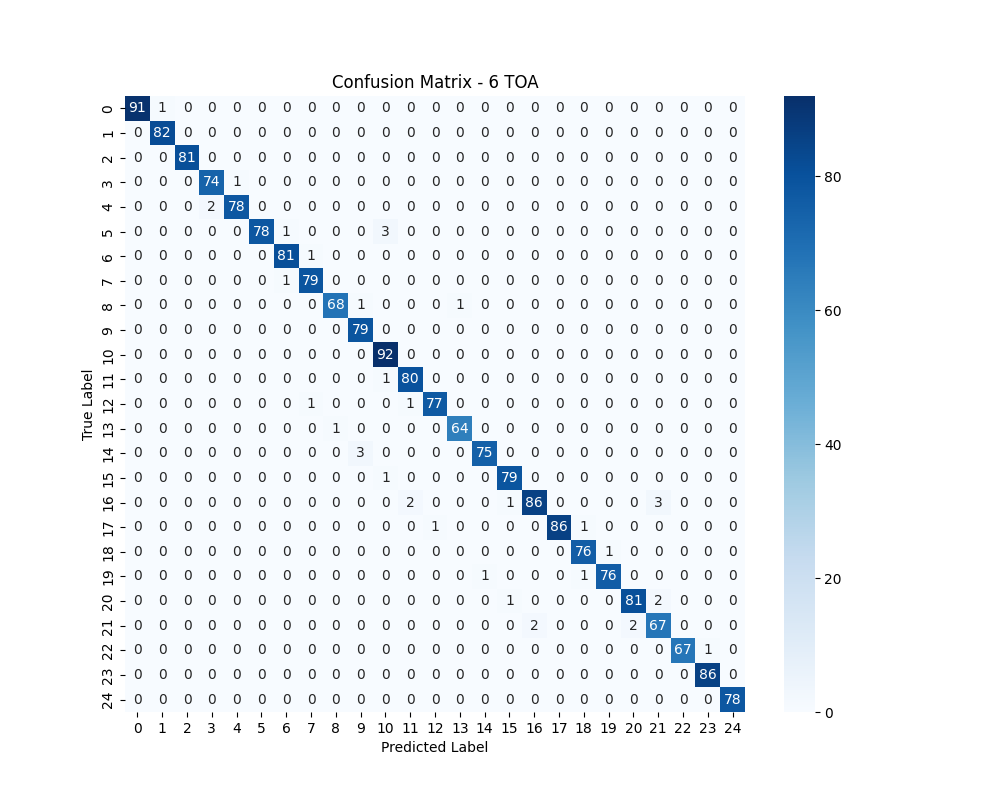 Confusion Matrix - 6 TOA
0 91 1 0 0 0 0 0 0 0 0 0 0 0 0 0 0 0 0 0 0 0 0 0 0 0
1 0 82 0 0 0 0 0 0 0 0 0 0 0 0 0 0 0 0 0 0 0 0 0 0 0
2 0 0 81 0 0 0 0 0 0 0 0 0 0 0 0 0 0 0 0 0 0 0 0 0 0
3 0 0 0 74 1 0 0 0 0 0 0 0 0 0 0 0 0 0 0 0 0 0 0 0 0
4 0 0 0 2 78 0 0 0 0 0 0 0 0 0 0 0 0 0 0 0 0 0 0 0 0
5 0 0 0 0 0 78 1 0 0 0 3 0 0 0 0 0 0 0 0 0 0 0 0 0 0
6 0 0 0 0 0 0 81 1 0 0 0 0 0 0 0 0 0 0 0 0 0 0 0 0 0
7 0 0 0 0 0 0 1 79 0 0 0 0 0 0 0 0 0 0 0 0 0 0 0 0 0
8 0 0 0 0 0 0 0 0 68 1 0 0 0 1 0 0 0 0 0 0 0 0 0 0 0
9 0 0 0 0 0 0 0 0 0 79 0 0 0 0 0 0 0 0 0 0 0 0 0 0 0
10 0 0 0 0 0 0 0 0 0 0 92 0 0 0 0 0 0 0 0 0 0 0 0 0 0
11 0 0 0 0 0 0 0 0 0 0 1 80 0 0 0 0 0 0 0 0 0 0 0 0 0
12 0 0 0 0 0 0 0 1 0 0 0 1 77 0 0 0 0 0 0 0 0 0 0 0 0
13 0 0 0 0 0 0 0 0 1 0 0 0 0 64 0 0 0 0 0 0 0 0 0 0 0
14 0 0 0 0 0 0 0 0 0 3 0 0 0 0 75 0 0 0 0 0 0 0 0 0 0
15 0 0 0 0 0 0 0 0 0 0 1 0 0 0 0 79 0 0 0 0 0 0 0 0 0
16 0 0 0 0 0 0 0 0 0 0 0 2 0 0 0 1 86 0 0 0 0 3 0 0 0
17 0 0 0 0 0 0 0 0 0 0 0 0 1 0 0 0 0 86 1 0 0 0 0 0 0
18 0 0 0 0 0 0 0 0 0 0 0 0 0 0 0 0 0 0 76 1 0 0 0 0 0
19 0 0 0 0 0 0 0 0 0 0 0 0 0 0 1 0 0 0 1 76 0 0 0 0 0
20 0 0 0 0 0 0 0 0 0 0 0 0 0 0 0 1 0 0 0 0 81 2 0 0 0
21 0 0 0 0 0 0 0 0 0 0 0 0 0 0 0 0 2 0 0 0 2 67 0 0 0
22 0 0 0 0 0 0 0 0 0 0 0 0 0 0 0 0 0 0 0 0 0 0 67 1 0
23 0 0 0 0 0 0 0 0 0 0 0 0 0 0 0 0 0 0 0 0 0 0 0 86 0
24 0 0 0 0 0 0 0 0 0 0 0 0 0 0 0 0 0 0 0 0 0 0 0 0 78
0 1 2 3 4 5 6 7 8 9 10 11 12 13 14 15 16 17 18 19 20 21 22 23 24
Predicted Label
True Label
80
60
40
20
0